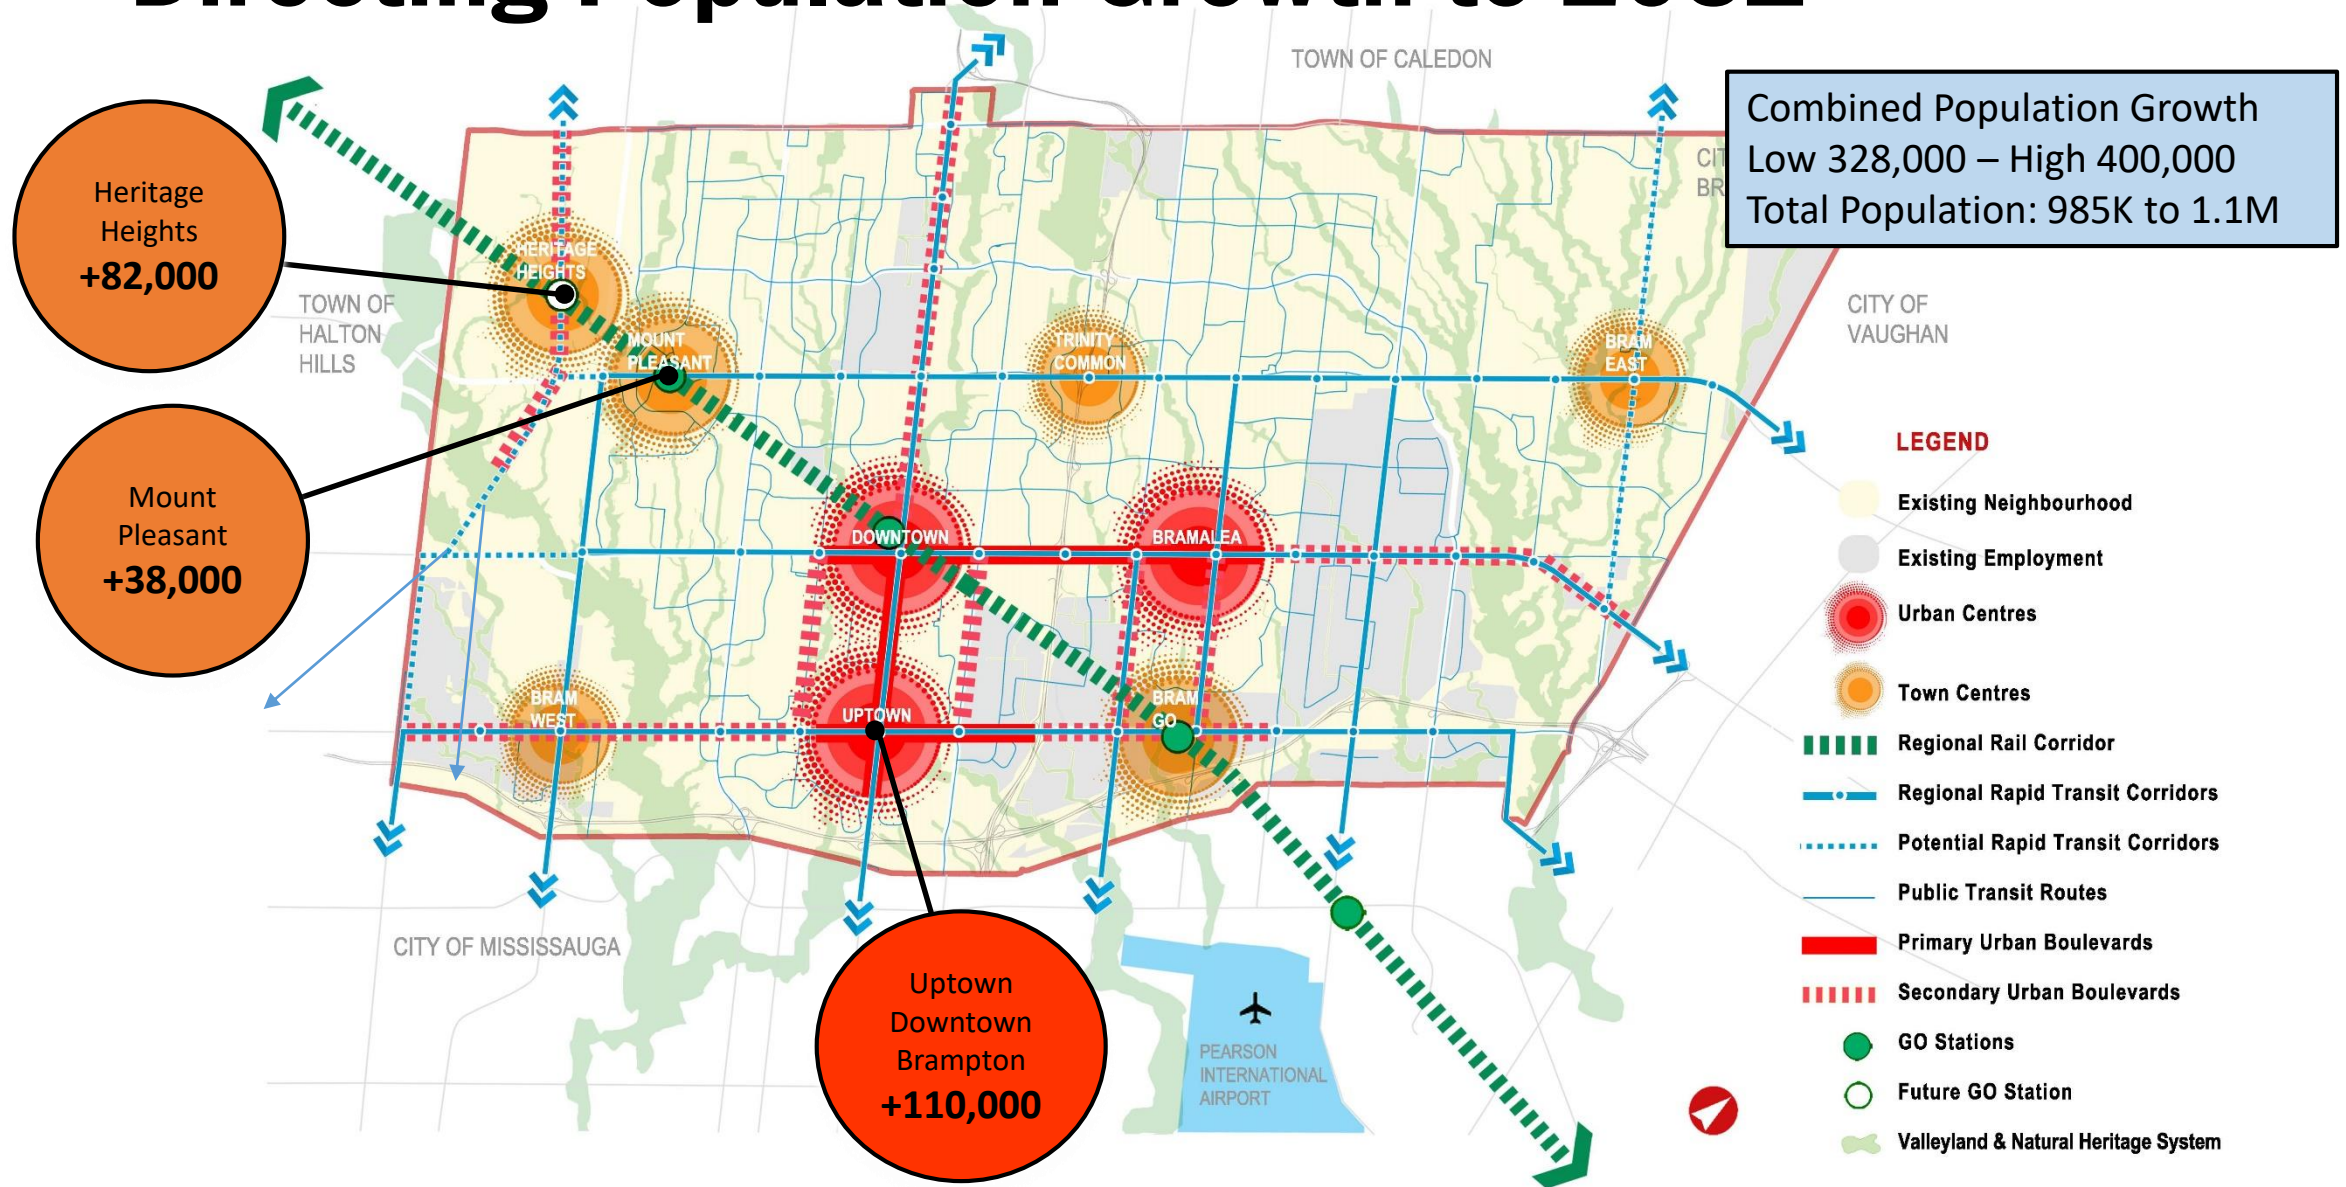 Directing Population Growth to
TOWN OF CALEDON
Combined Population Growth
Low 328,000 – High 400,000
Total Population: 985K to 1.1M
Heritage
Heights
+82,000
HERITAGE
HEIGHTS
TOWN OF
HALTON
HILLS
MOUNT
PLEASANT
TRINITY
COMMON
BRAM
EAST
CITY OF
VAUGHAN
Mount
Pleasant
+38,000
DOWNTOWN
BRAMALEA
BRAM
WEST
UPTOWN
BRAM
GO
CITY OF MISSISSAUGA
Uptown
Downtown
Brampton
+110,000
PEARSON
INTERNATIONAL
AIRPORT
LEGEND
Existing Neighbourhood
Existing Employment
Urban Centres
Town Centres
Regional Rail Corridor
Regional Rapid Transit Corridors
Potential Rapid Transit Corridors
Public Transit Routes
Primary Urban Boulevards
Secondary Urban Boulevards
GO Stations
Future GO Station
Valleyland & Natural Heritage System